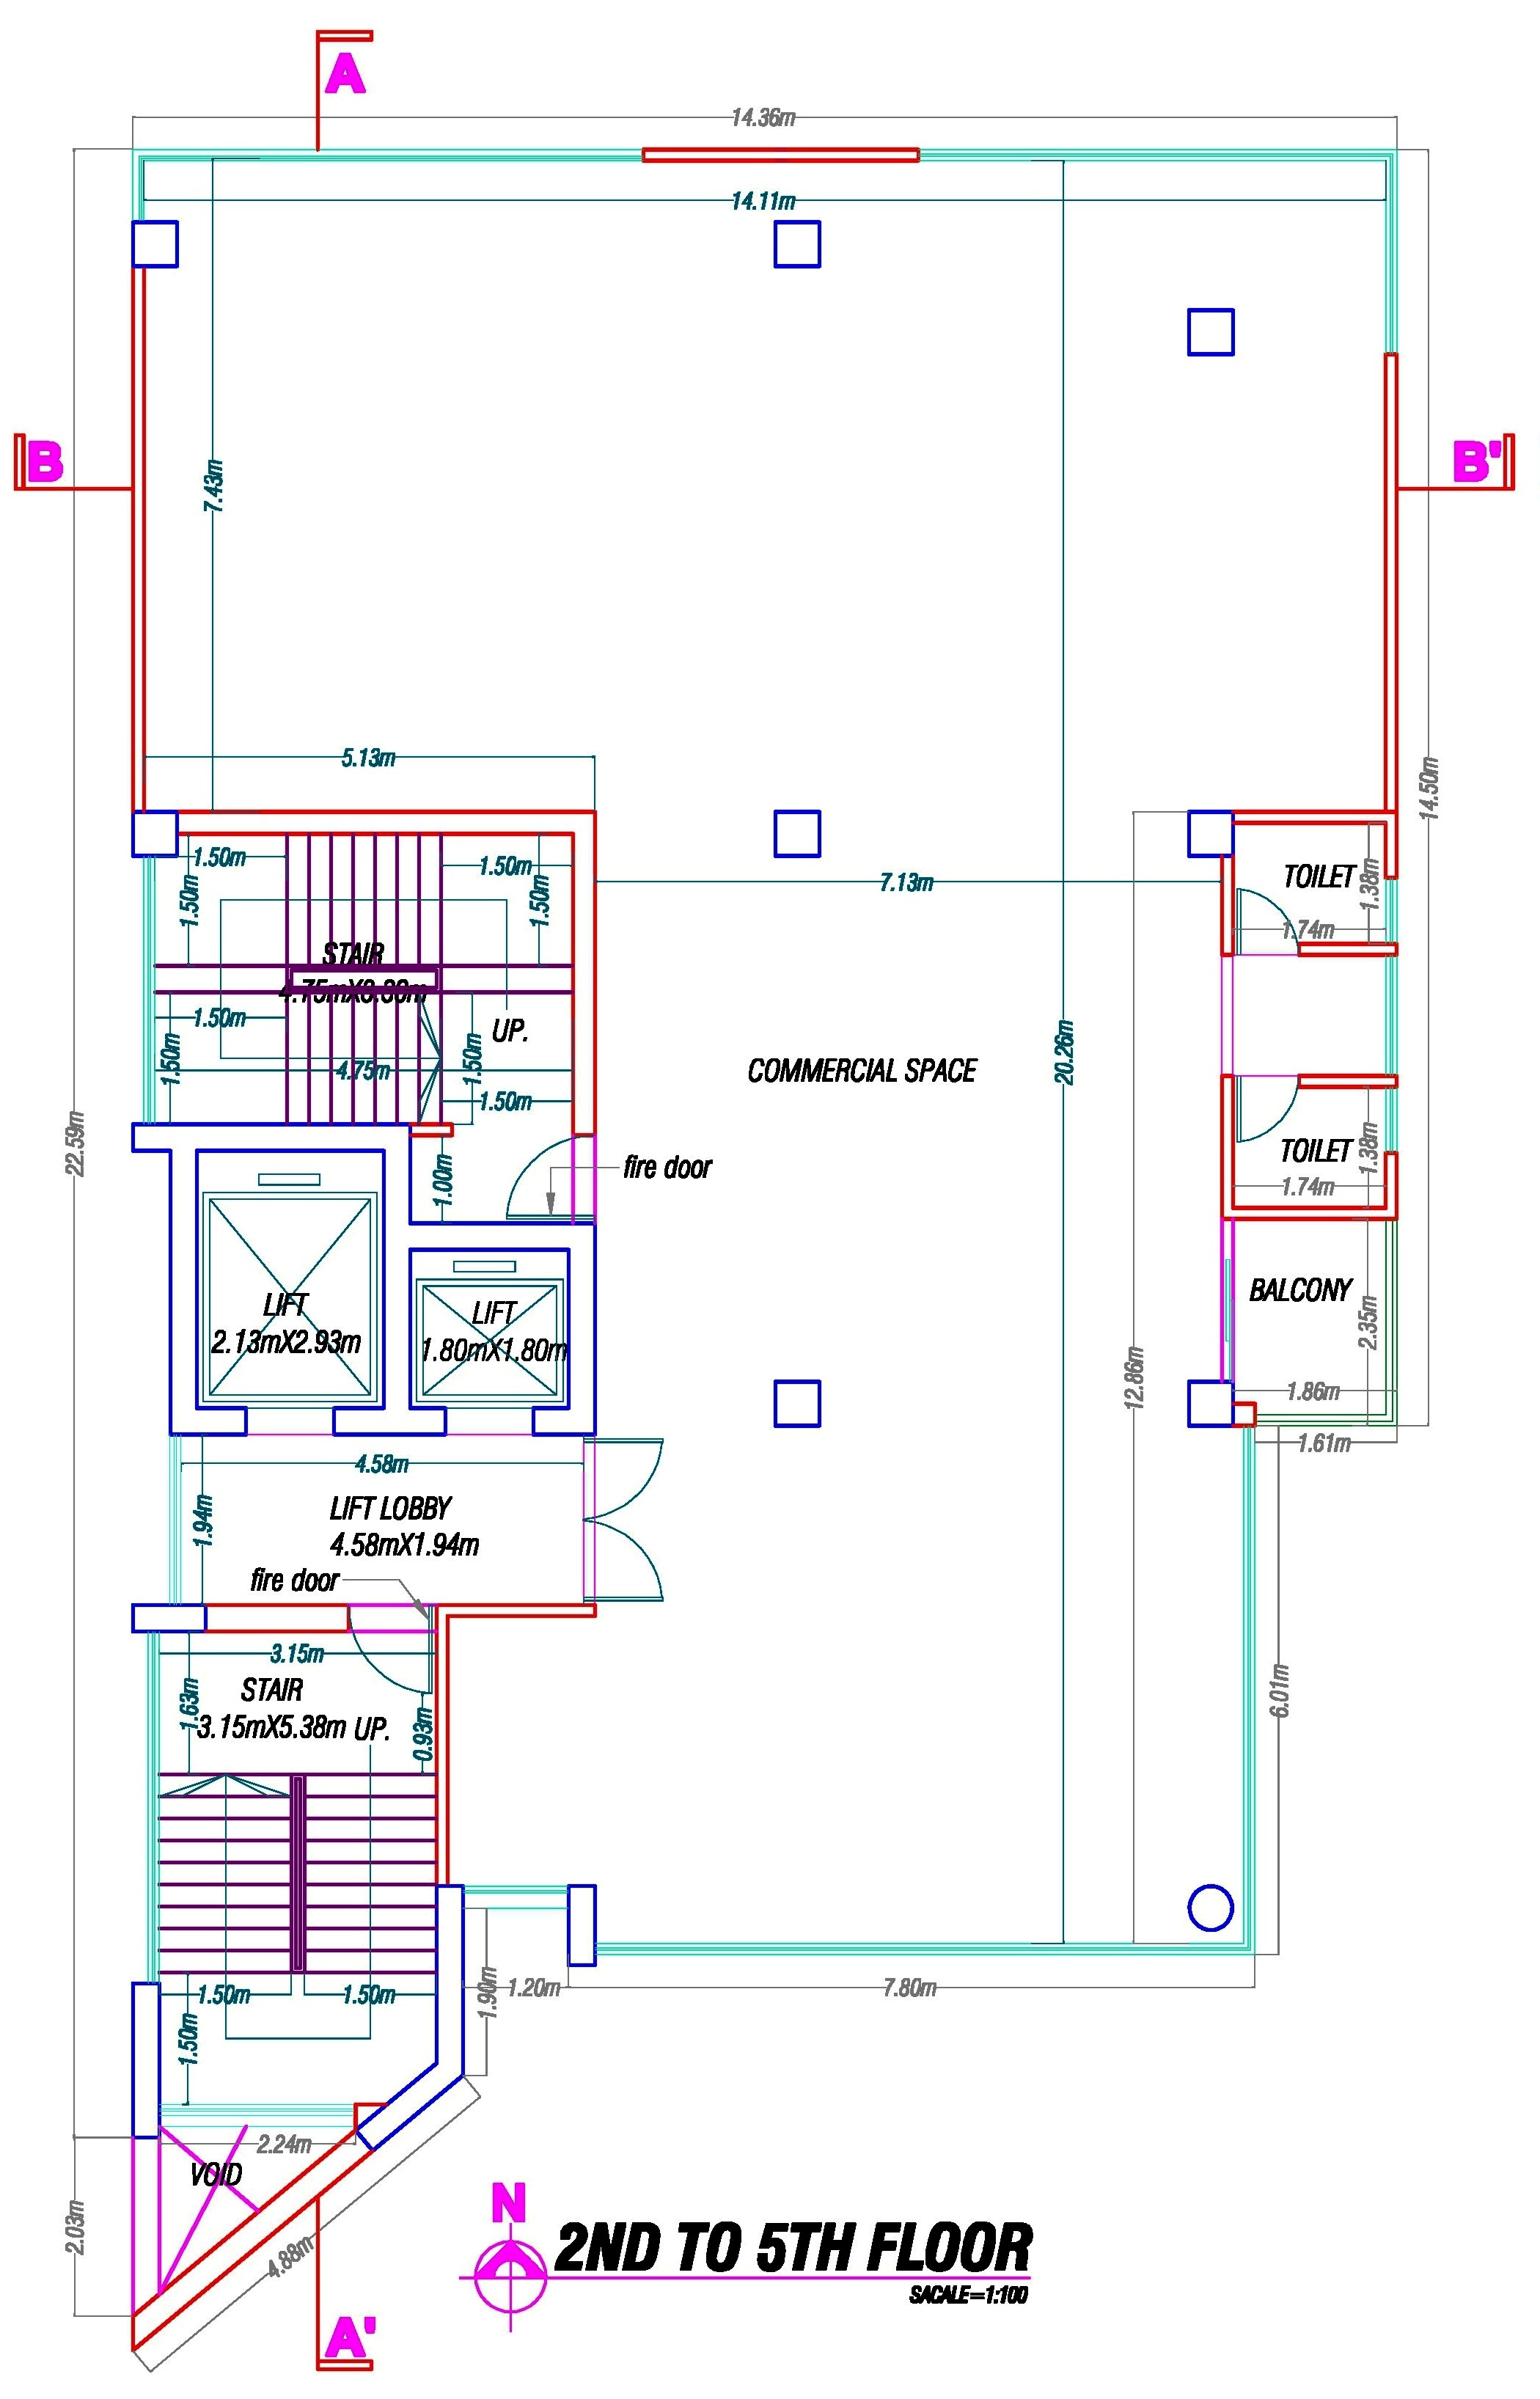 A
14.36m
14.11m
B
B'
7.43m
5.13m
14.50m
1.50m
1.50m
1.50m
1.50m
7.13m
TOILET
1.38m
1.74m
STAIR
1.50m
UP.
1.50m
1.50m
4.75m
1.50m
20.26m
COMMERCIAL SPACE
22.59m
1.00m
fire door
TOILET
1.38m
1.74m
LIFT
2.13mX2.93m
LIFT
1.80mX1.80m
BALCONY
2.35m
12.86m
1.86m
1.61m
4.58m
1.94m
LIFT LOBBY
4.58mX1.94m
fire door
3.15m
STAIR
3.15mX5.38m UP.
1.63m
0.93m
6.01m
1.50m
1.50m
1.90m
1.20m
7.80m
1.50m
2.24m
VOID
2.03m
4.88m
N
2ND TO 5TH FLOOR
SACALE=1:100
A'